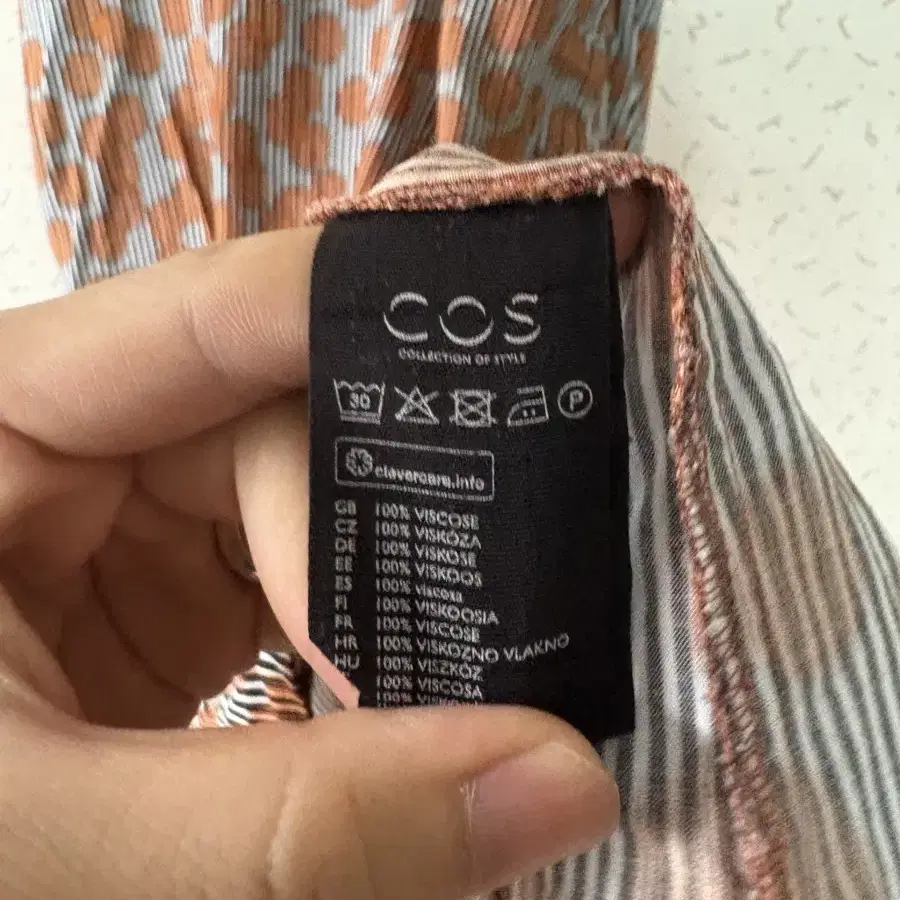 COS
COLLECTION OF STYLE
30
P
clevercare.info
GB 100% VISCOSE
CZ 100% VISKÓZA
DE 100% VISKOSE
EE 100% VISKOOS
ES 100% viscosa
FI 100% VISKOOSIA
FR 100% VISCOSE
HR 100% VISKOZNO VLAKNO
HU 100% VISZKÓZ
100% VISCOSA